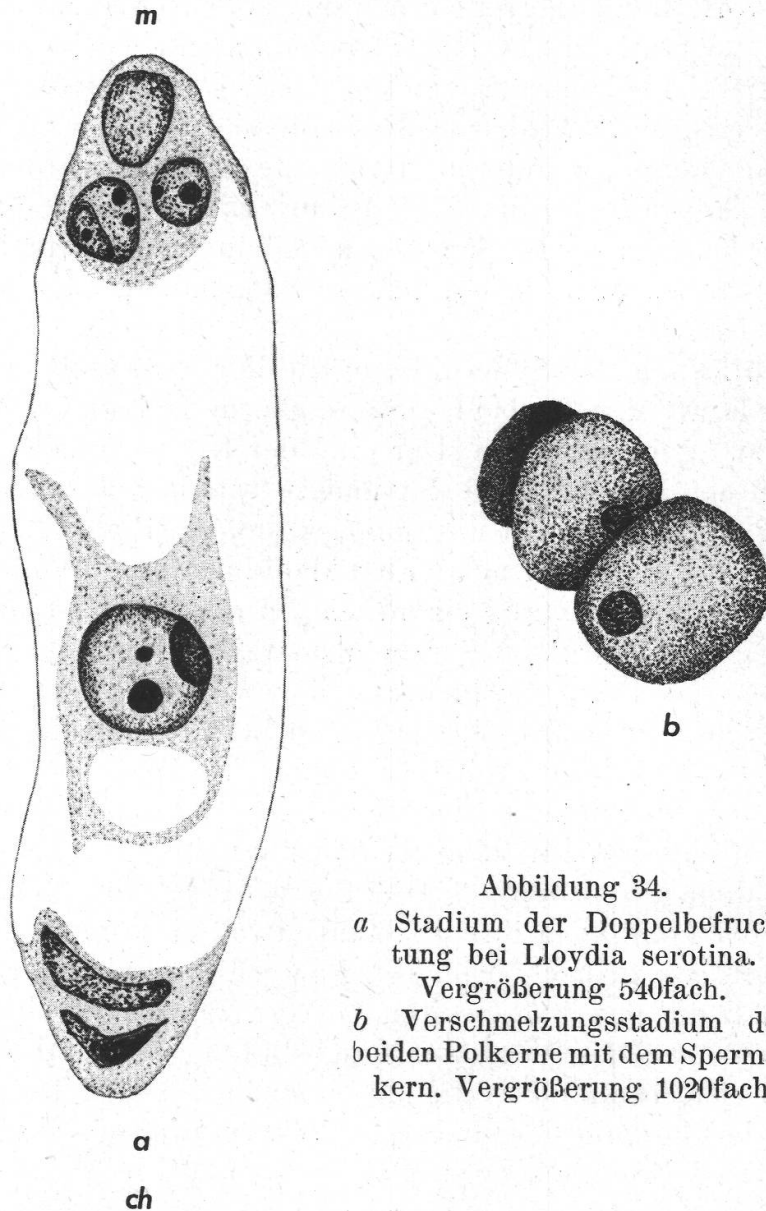 m
b
a
ch
Abbildung 34.
a Stadium der Doppelbefruc
tung bei Lloydia serotina.
Vergrößerung 540fach.
b Verschmelzungsstadium d
beiden Polkerne mit dem Sperm
kern. Vergrößerung 1020fach